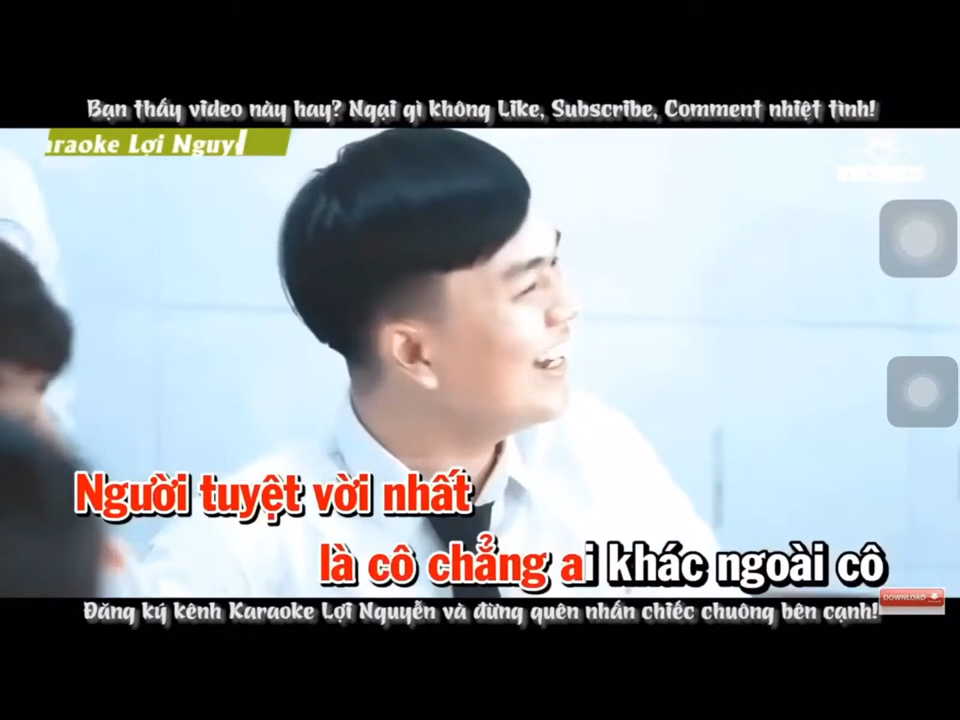 Bạn thấy video này hay? Ngại gì không Like, Subscribe, Comment nhiệt tình!
araoke Lợi Nguy
Người tuyệt vời nhất
là cô chẳng ai khác ngoài cô
DOWNLOAD
Đăng ký kênh Karaoke Lợi Nguyễn và đừng quên nhấn chiếc chuông bên cạnh!